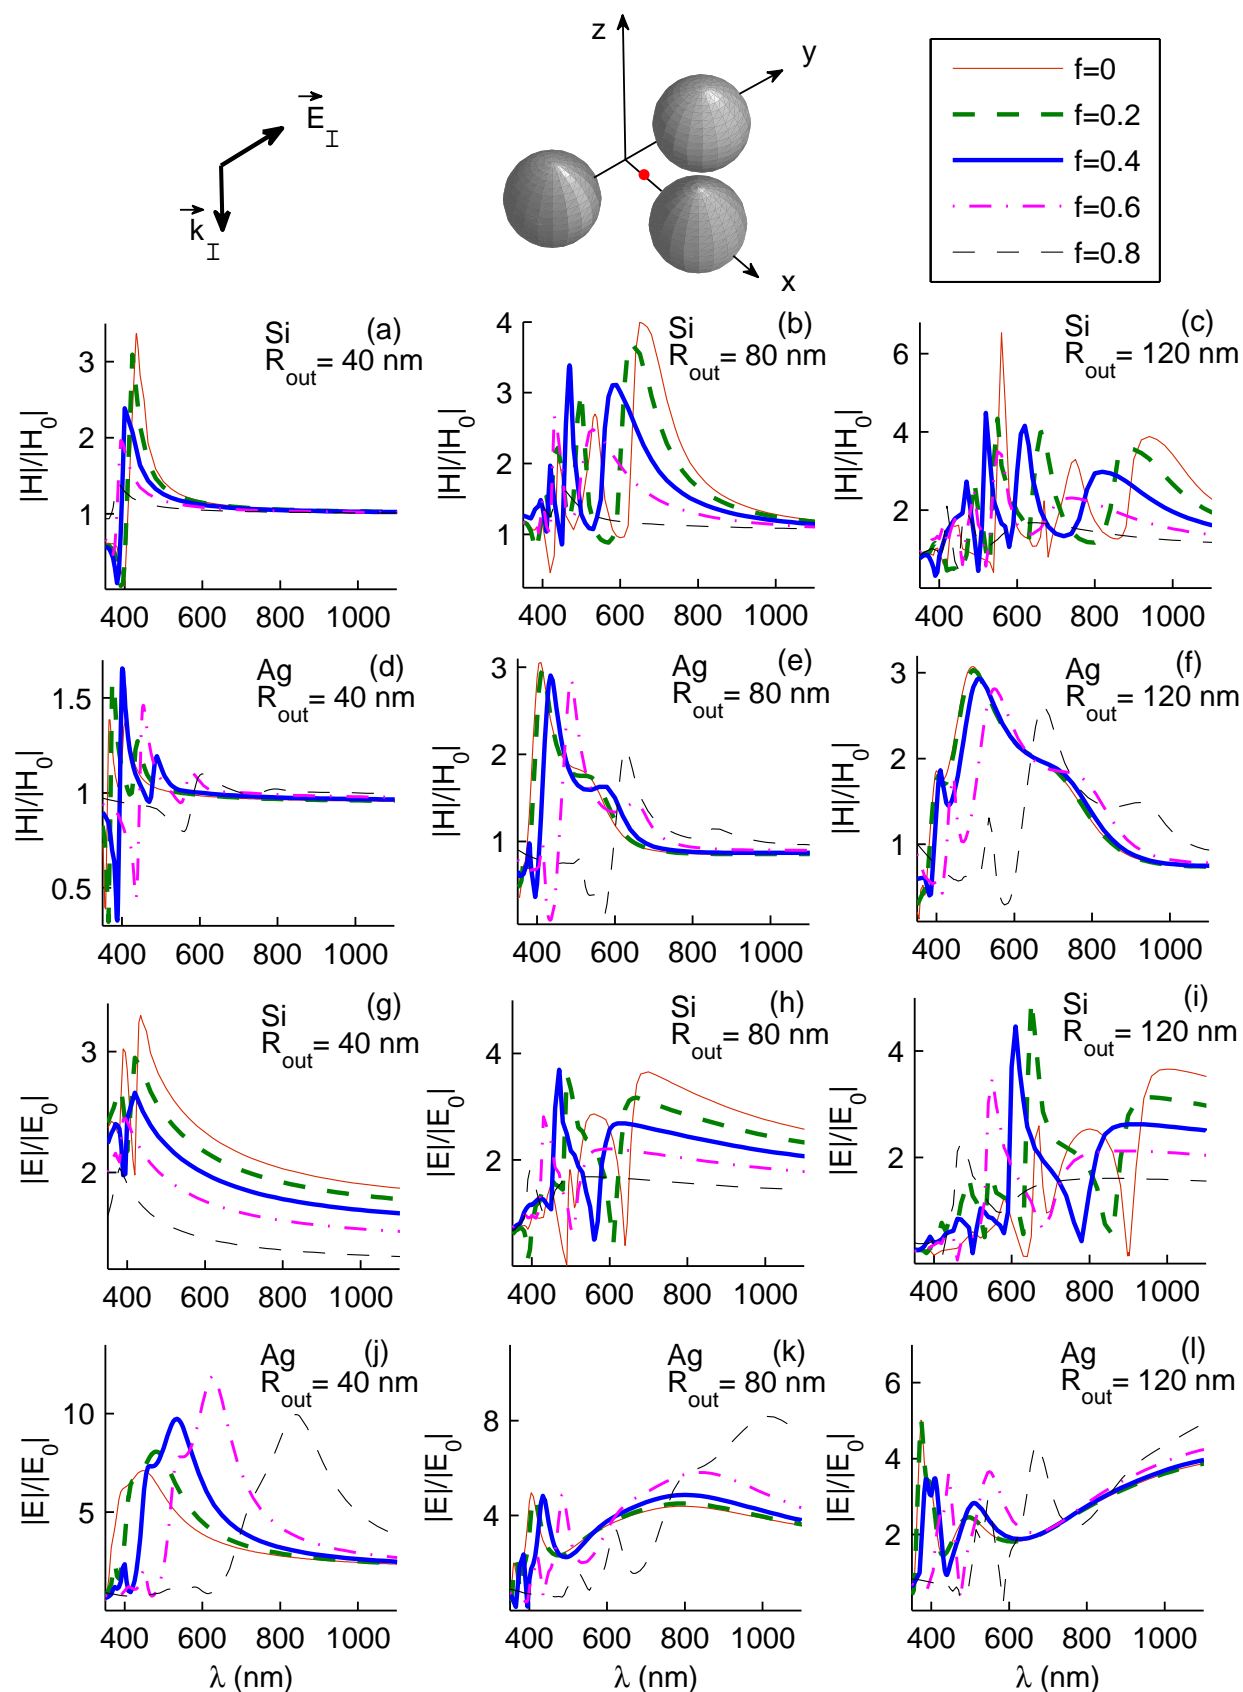 z
y
x
E_I
k_I
f=0
f=0.2
f=0.4
f=0.6
f=0.8
Si (a)
R_out= 40 nm
|H|/|H_0|
3
2
1
400 600 800 1000
Si (b)
R_out= 80 nm
|H|/|H_0|
4
3
2
1
400 600 800 1000
Si (c)
R_out= 120 nm
|H|/|H_0|
6
4
2
400 600 800 1000
Ag (d)
R_out= 40 nm
|H|/|H_0|
1.5
1
0.5
400 600 800 1000
Ag (e)
R_out= 80 nm
|H|/|H_0|
3
2
1
400 600 800 1000
Ag (f)
R_out= 120 nm
|H|/|H_0|
3
2
1
400 600 800 1000
Si (g)
R_out= 40 nm
|E|/|E_0|
3
2
400 600 800 1000
Si (h)
R_out= 80 nm
|E|/|E_0|
4
2
400 600 800 1000
Si (i)
R_out= 120 nm
|E|/|E_0|
4
2
400 600 800 1000
Ag (j)
R_out= 40 nm
|E|/|E_0|
10
5
400 600 800 1000
λ (nm)
Ag (k)
R_out= 80 nm
|E|/|E_0|
8
4
400 600 800 1000
λ (nm)
Ag (l)
R_out= 120 nm
|E|/|E_0|
6
4
2
400 600 800 1000
λ (nm)